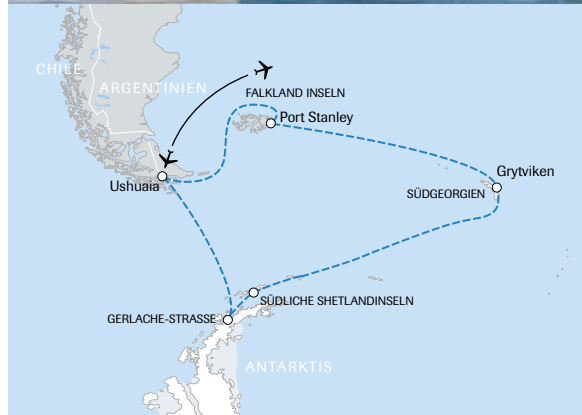 CHILE
ARGENTINIEN
FALKLAND INSELN
Port Stanley
Ushuaia
Grytviken
SÜDGEORGIEN
SÜDLICHE SHETLANDINSELN
GERLACHE-STRASSE
ANTARKTIS